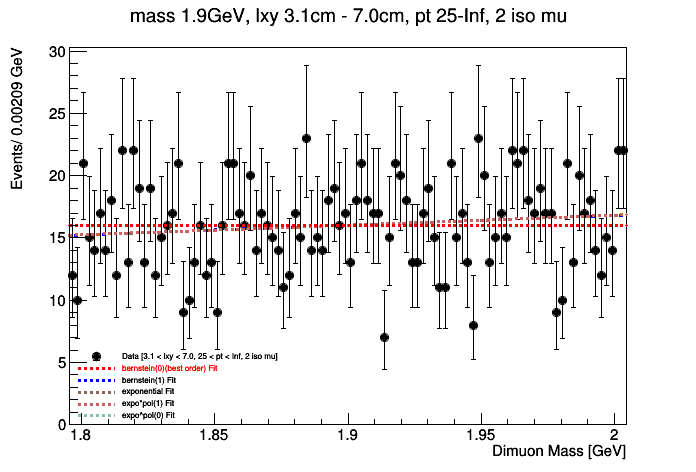 mass 1.9GeV, lxy 3.1cm - 7.0cm, pt 25-Inf, 2 iso mu
Events/ 0.00209 GeV
30
25
20
15
10
5
0
Data [3.1 < lxy < 7.0, 25 < pt < Inf, 2 iso mu]
bernstein(0)(best order) Fit
bernstein(1) Fit
exponential Fit
expo*pol(1) Fit
expo^pol(0) Fit
1.8 1.85 1.9 1.95 2
Dimuon Mass [GeV]